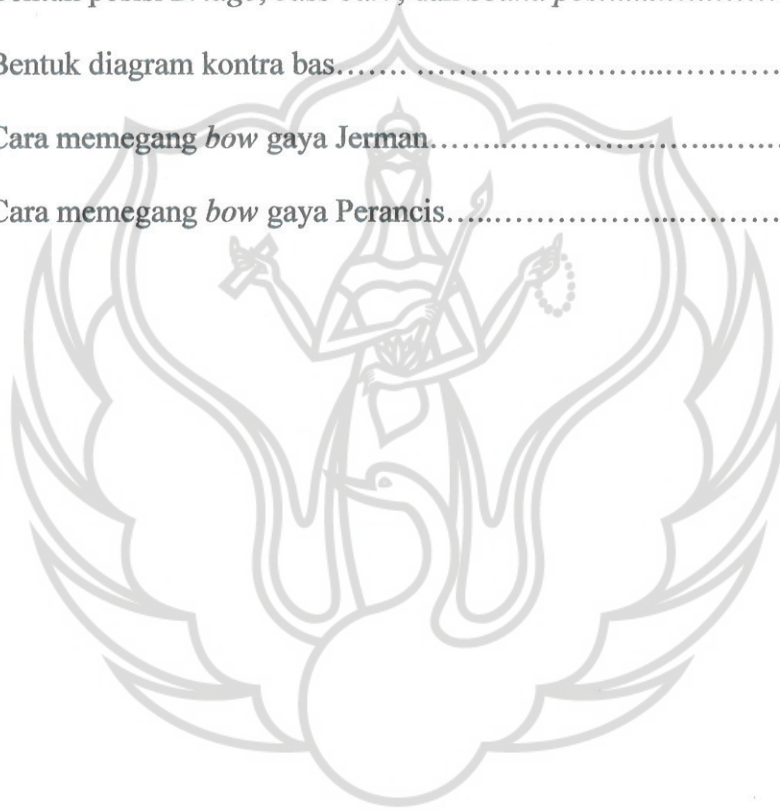 Bentuk diagram kontra bas....... ..........................................
Cara memegang bow gaya Jerman...........................................
Cara memegang bow gaya Perancis..........................................